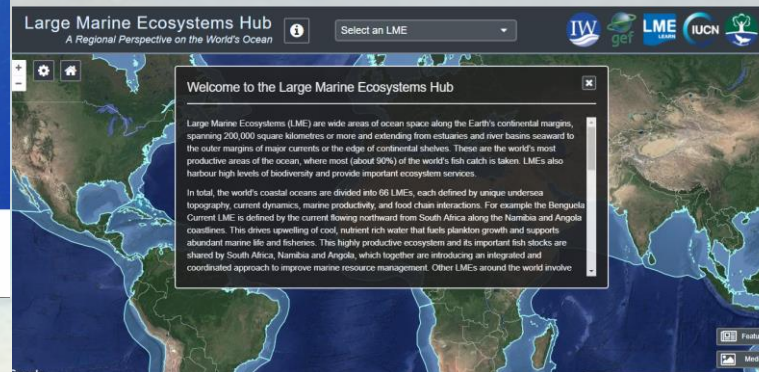 Large Marine Ecosystems Hub
A Regional Perspective on the World's Ocean
i
Select an LME
IW
gef
LME
LEARN
IUCN
+
-
Welcome to the Large Marine Ecosystems Hub
x
Large Marine Ecosystems (LME) are wide areas of ocean space along the Earth's continental margins,
spanning 200,000 square kilometres or more and extending from estuaries and river basins seaward to
the outer margins of major currents or the edge of continental shelves. These are the world's most
productive areas of the ocean, where most (about 90%) of the world's fish catch is taken. LMEs also
harbour high levels of biodiversity and provide important ecosystem services.
In total, the world's coastal oceans are divided into 66 LMEs, each defined by unique undersea
topography, current dynamics, marine productivity, and food chain interactions. For example the Benguela
Current LME is defined by the current flowing northward from South Africa along the Namibia and Angola
coastlines. This drives upwelling of cool, nutrient rich water that fuels plankton growth and supports
abundant marine life and fisheries. This highly productive ecosystem and its important fish stocks are
shared by South Africa, Namibia and Angola, which together are introducing an integrated and
coordinated approach to improve marine resource management. Other LMEs around the world involve
Featu
Med